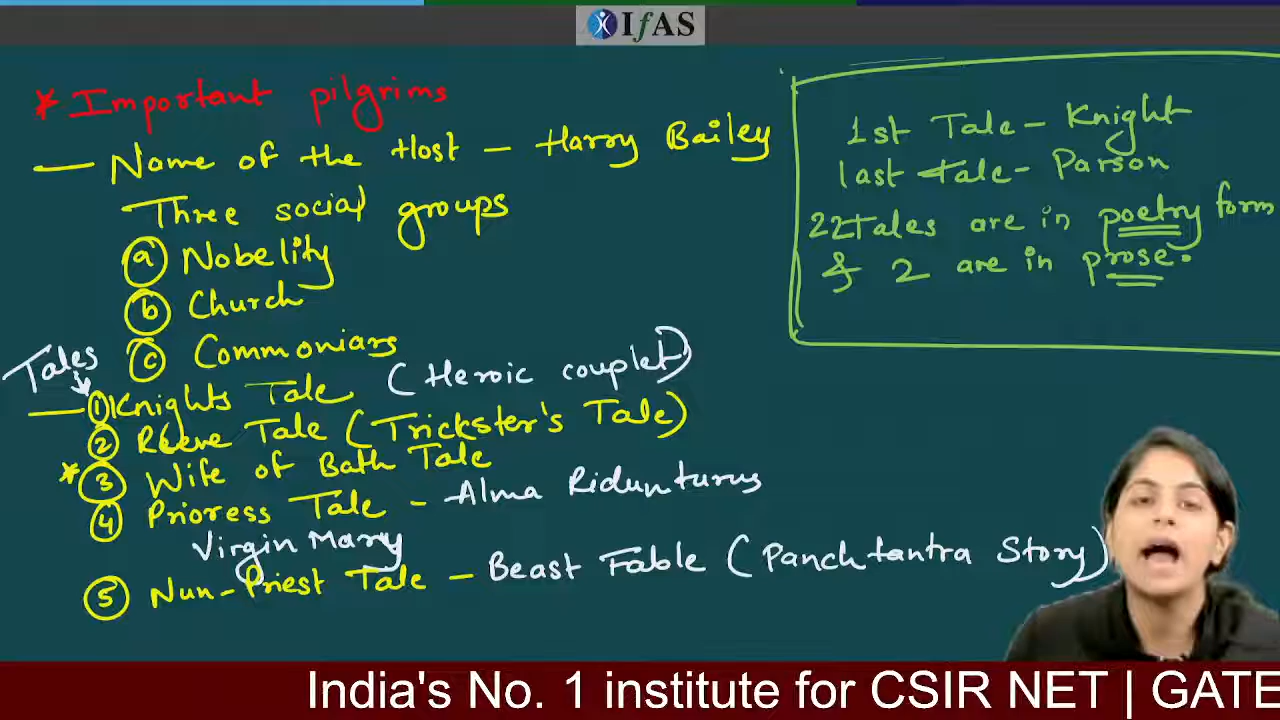 IfAS
* Important pilgrims
— Name of the Host – Harry Bailey
Three social groups
a Nobelity
b Church
c Commoniars
Tales
— 1 Knights Tale (Heroic couplet)
2 Reeve Tale (Trickster's Tale)
* 3 Wife of Bath Tale
4 Prioress Tale – Alma Ridunturus
Virgin Mary
5 Nun-Priest Tale – Beast Fable (Panchtantra Story)
1st Tale – Knight
last Tale – Parson
22 Tales are in poetry form
& 2 are in prose.
India's No. 1 institute for CSIR NET | GATE